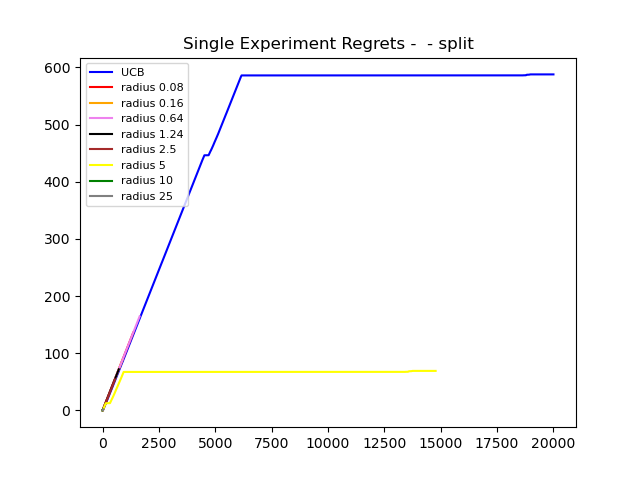 Single Experiment Regrets -  - split
600
500
400
300
200
100
0
UCB
radius 0.08
radius 0.16
radius 0.64
radius 1.24
radius 2.5
radius 5
radius 10
radius 25
0 2500 5000 7500 10000 12500 15000 17500 20000